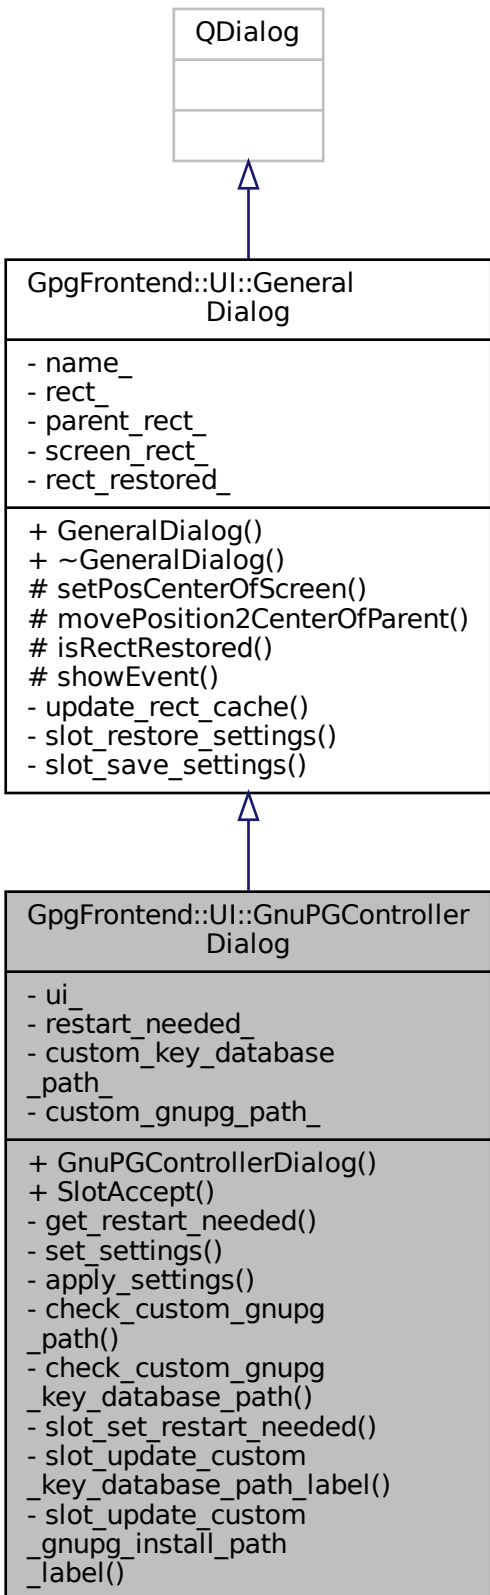 QDialog
GpgFrontend::UI::General
Dialog
- name_
- rect_
- parent_rect_
- screen_rect_
- rect_restored_
+ GeneralDialog()
+ ~GeneralDialog()
# setPosCenterOfScreen()
# movePosition2CenterOfParent()
# isRectRestored()
# showEvent()
- update_rect_cache()
- slot_restore_settings()
- slot_save_settings()
GpgFrontend::UI::GnuPGController
Dialog
- ui_
- restart_needed_
- custom_key_database
_path_
- custom_gnupg_path_
+ GnuPGControllerDialog()
+ SlotAccept()
- get_restart_needed()
- set_settings()
- apply_settings()
- check_custom_gnupg
_path()
- check_custom_gnupg
_key_database_path()
- slot_set_restart_needed()
- slot_update_custom
_key_database_path_label()
- slot_update_custom
_gnupg_install_path
_label()